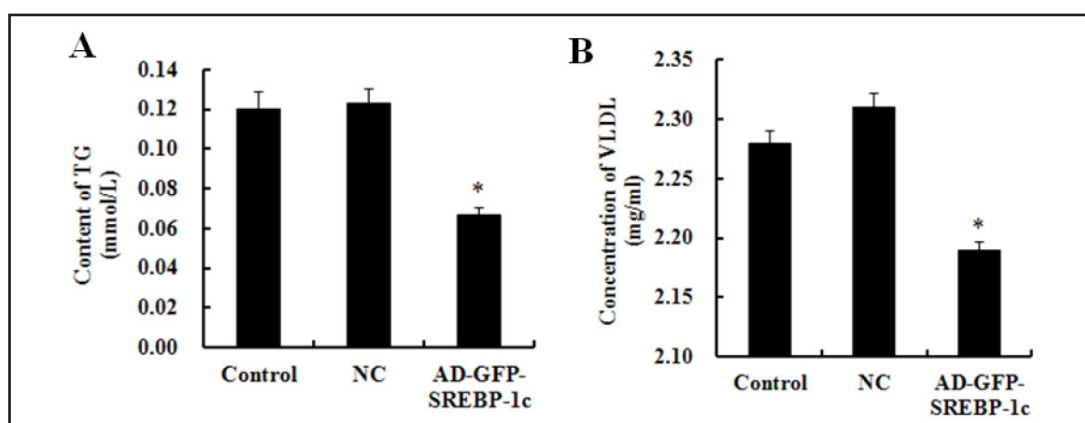 A
Content of TG
(mmol/L)
0.14
0.12
0.10
0.08
0.06
0.04
0.02
0.00
*
Control
NC
AD-GFP-
SREBP-1c
B
Concentration of VLDL
(mg/ml)
2.35
2.30
2.25
2.20
2.15
2.10
*
Control
NC
AD-GFP-
SREBP-1c